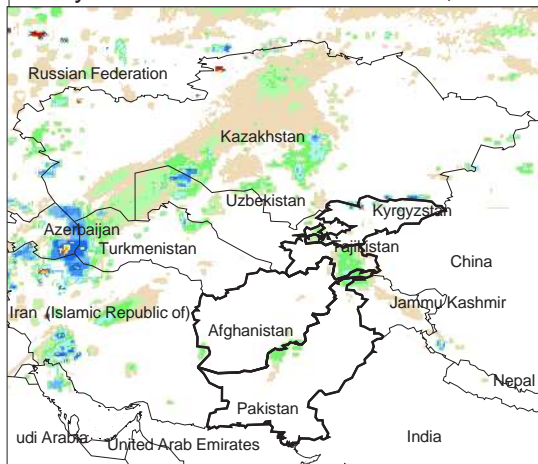 Russian Federation
Kazakhstan
Uzbekistan
Kyrgyzstan
Azerbaijan
Turkmenistan
Tajikistan
China
Iran (Islamic Republic of)
Jammu Kashmir
Afghanistan
Nepal
Pakistan
udi Arabia
United Arab Emirates
India